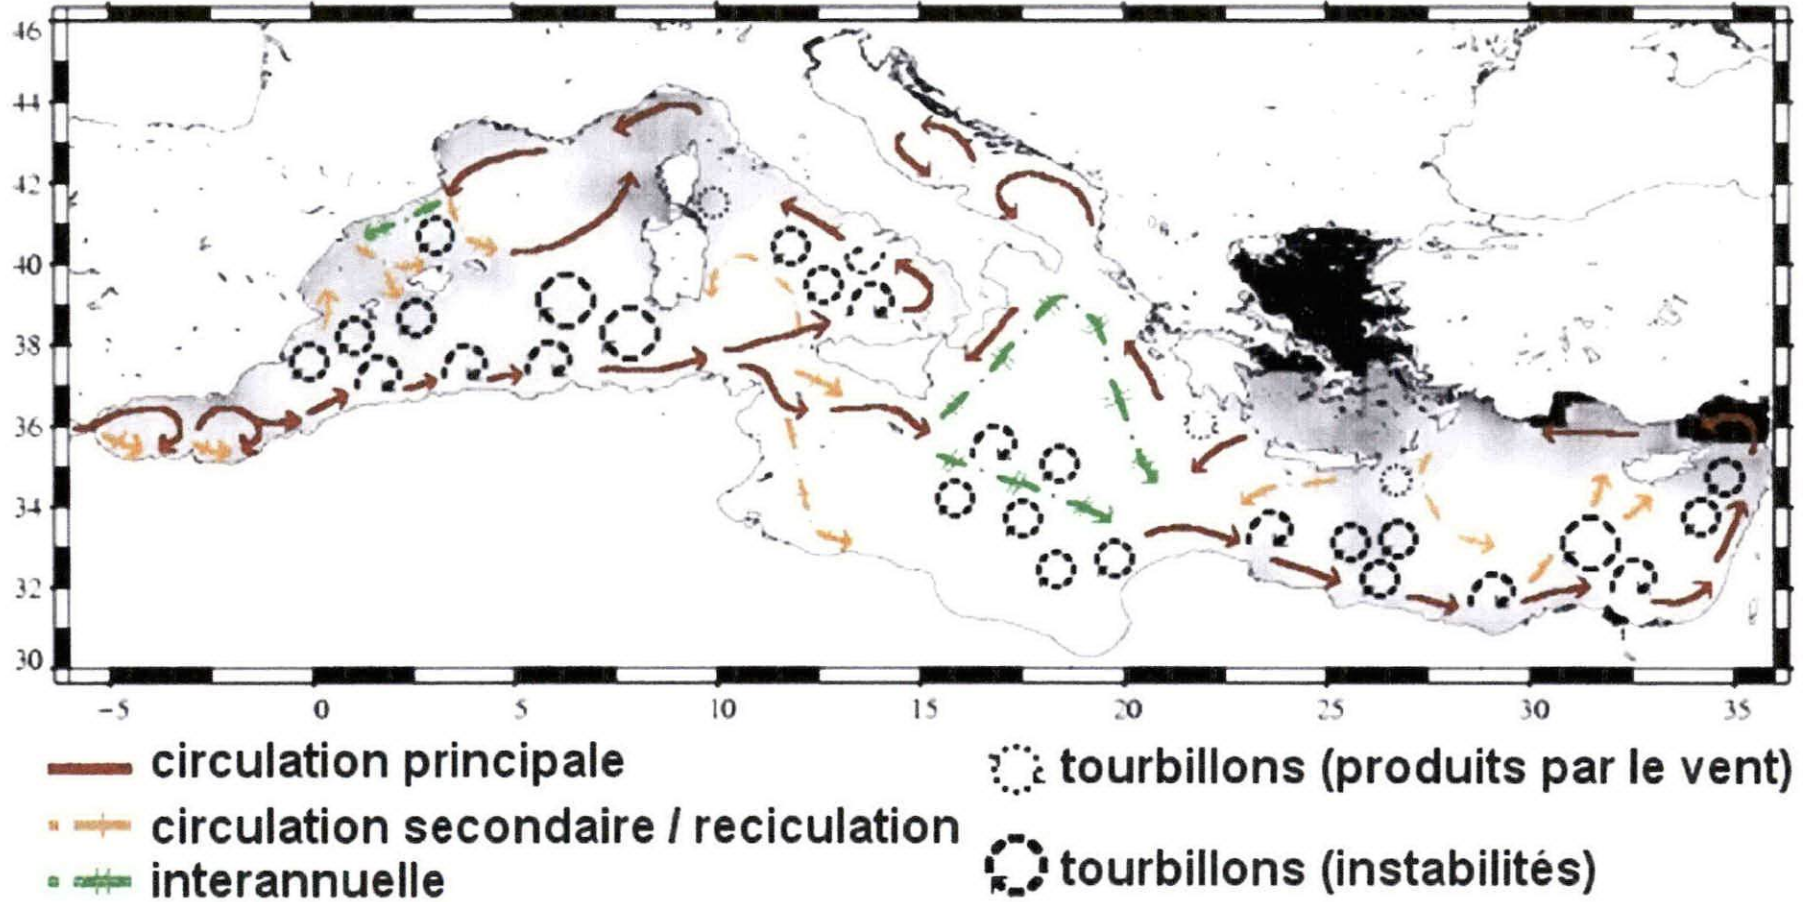 46
44
42
40
38
36
34
32
30
-5 0 5 10 15 20 25 30 35
circulation principale
circulation secondaire / reciculation
interannuelle
tourbillons (produits par le vent)
tourbillons (instabilités)